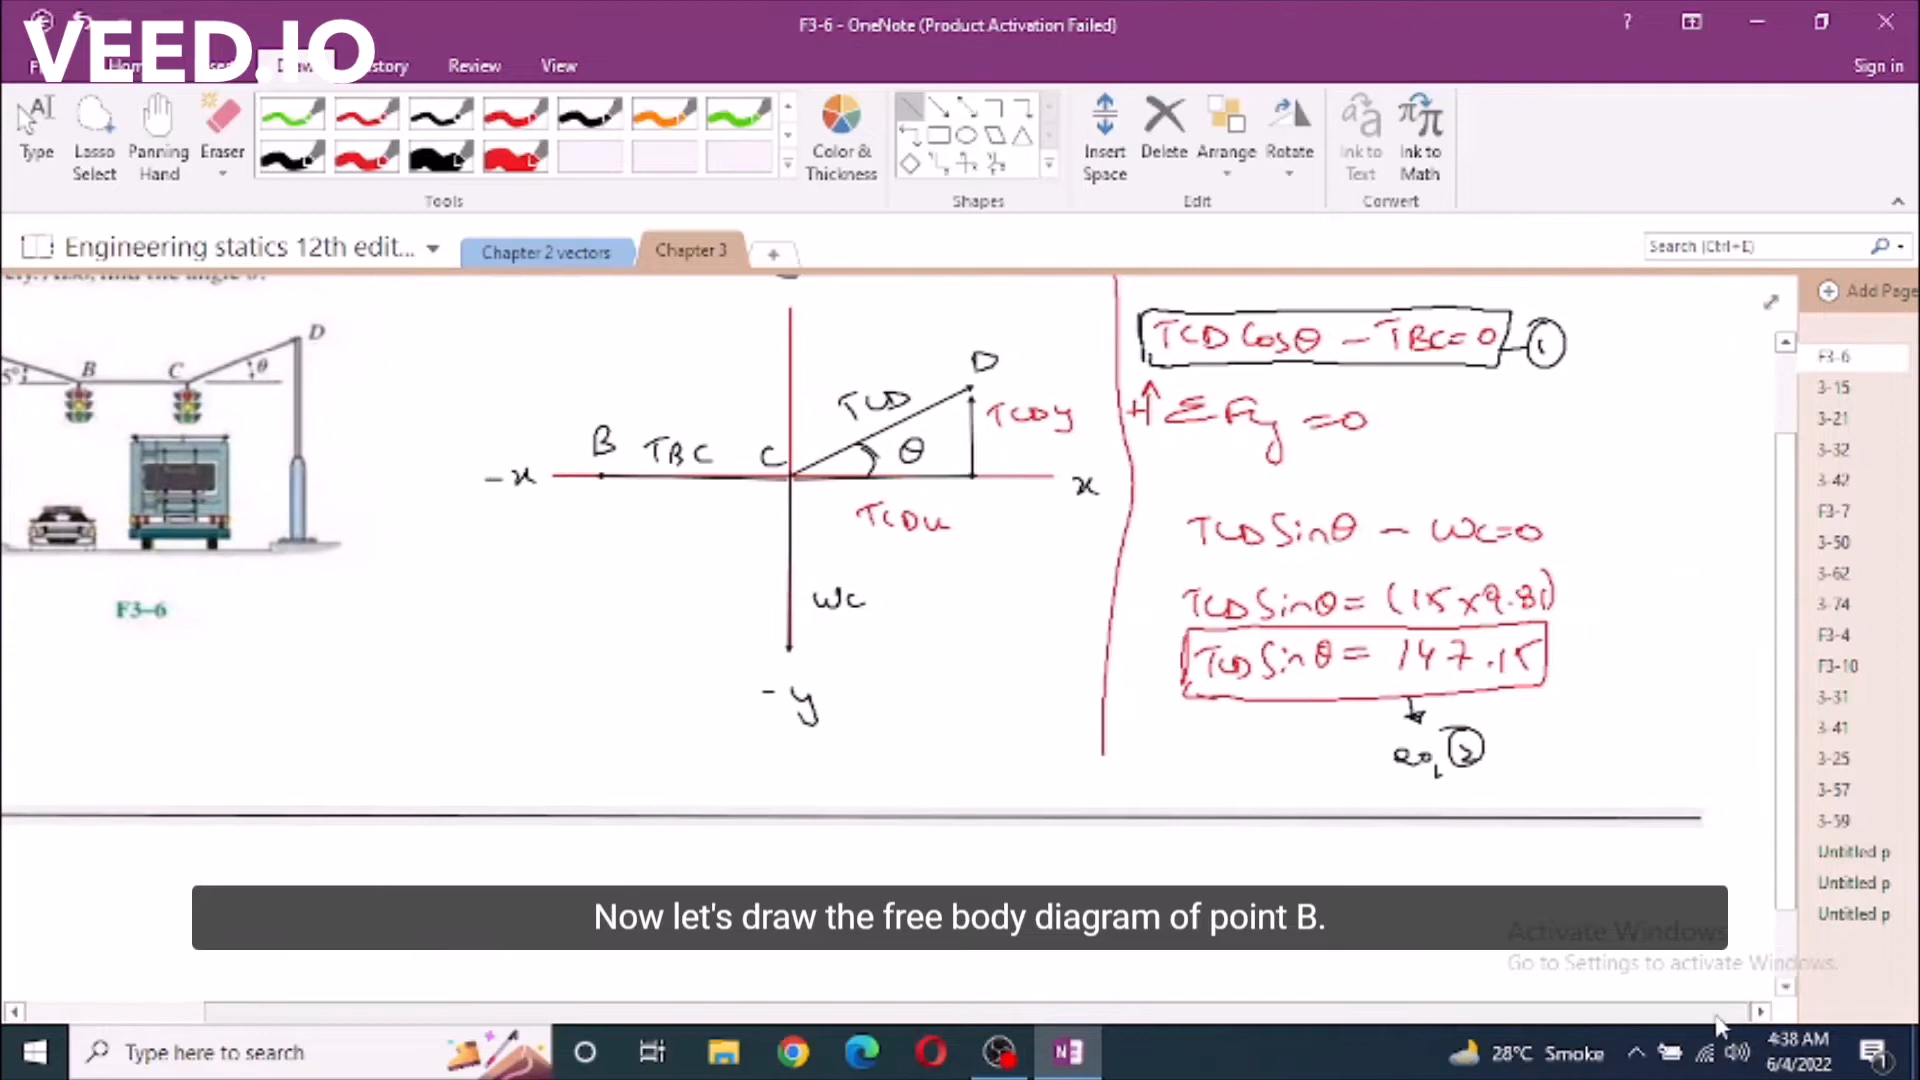 F3-6 - OneNote (Product Activation Failed)
VEED.IO
Review
View
Sign in
Type
Lasso Select
Panning Hand
Eraser
Color & Thickness
Insert Space
Delete
Arrange
Rotate
Ink to Text
Ink to Math
Tools
Shapes
Edit
Convert
Engineering statics 12th edit...
Chapter 2 vectors
Chapter 3
Search (Ctrl+E)
Add Page
F3-6
3-15
3-21
3-32
3-42
F3-7
3-50
3-62
3-74
F3-4
F3-10
3-31
3-41
3-25
3-57
3-59
Untitled p
Untitled p
Untitled p
5°
B
C
θ
D
F3–6
D
TCD
TCDy
B
TBC
C
θ
-x
x
TCDx
Wc
-y
TCD Cosθ - TBC=0 - 1
+↑ ΣFy =0
TCD Sinθ - Wc=0
TCD Sinθ = (15×9.81)
TCD Sinθ = 147.15
eq, 2
Now let's draw the free body diagram of point B.
Activate Windows
Go to Settings to activate Windows.
Type here to search
28°C Smoke
4:38 AM
6/4/2022